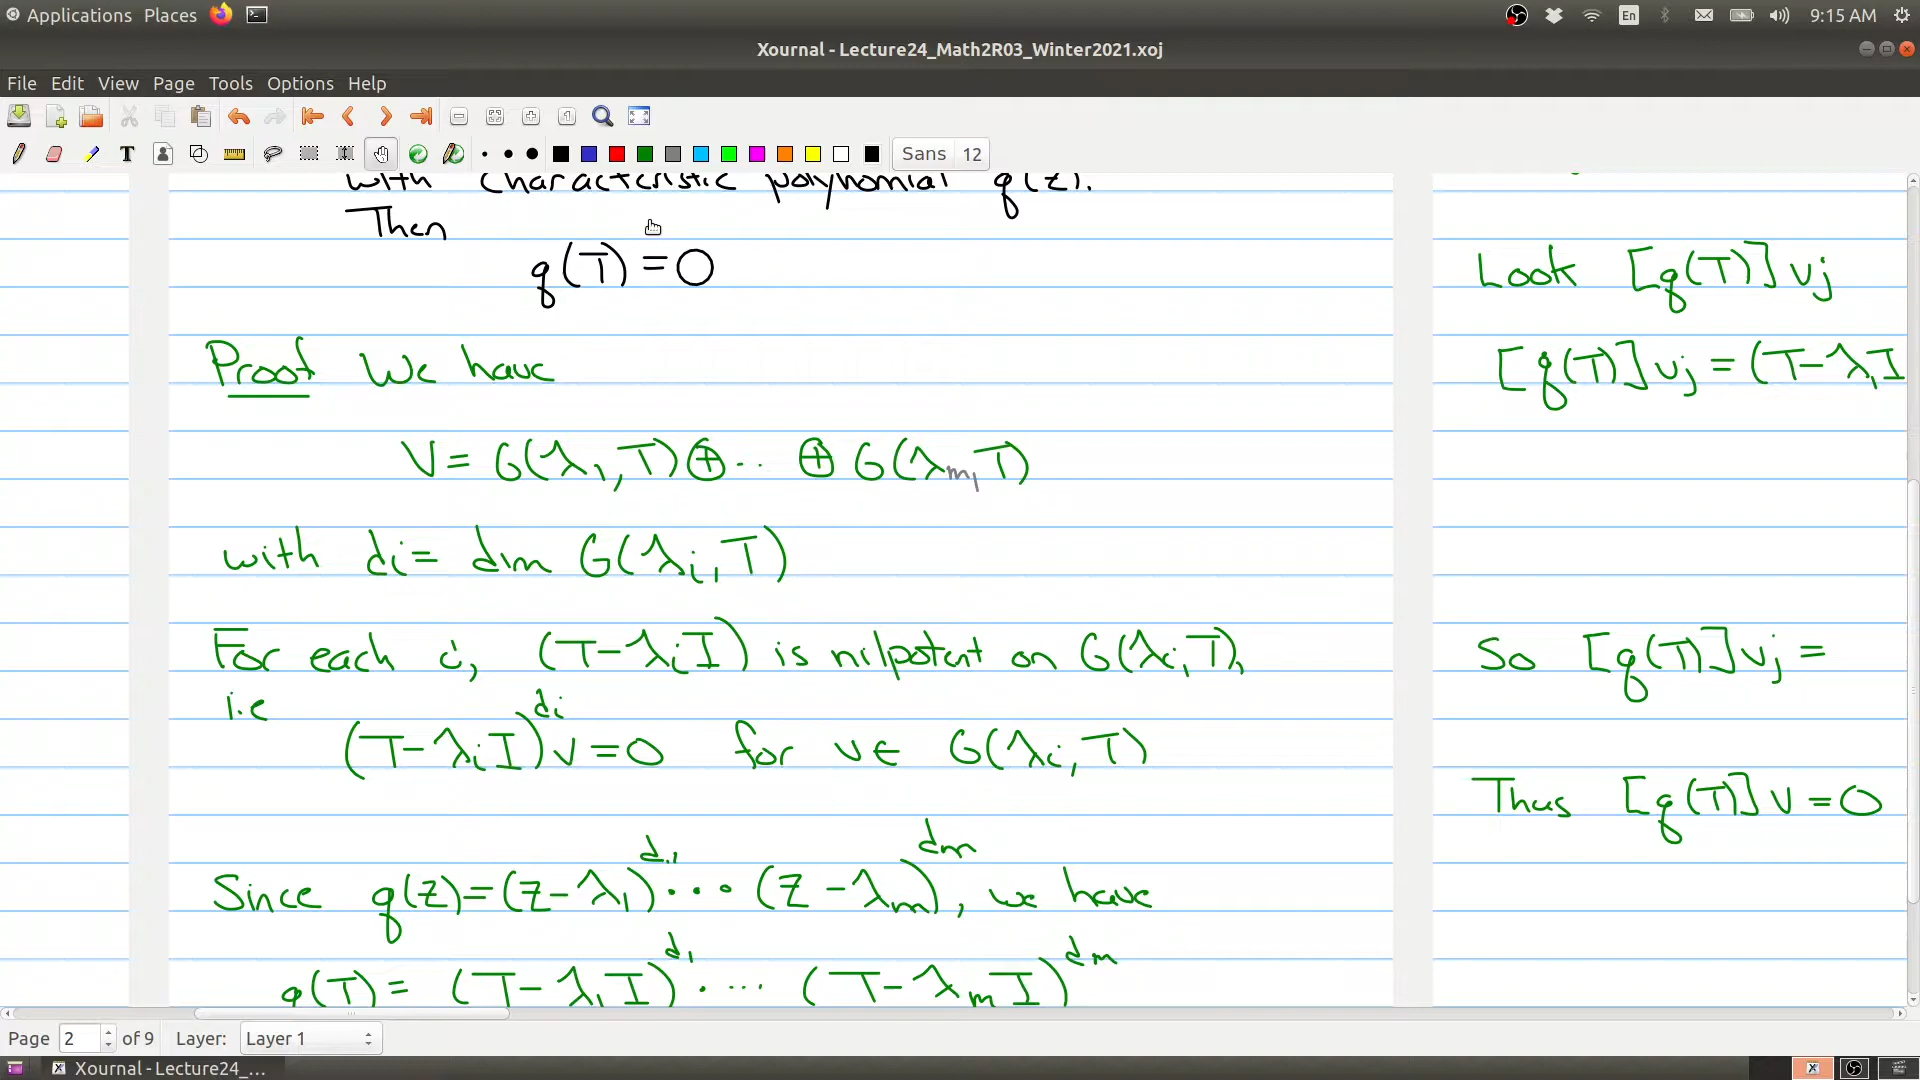 Applications Places En 9:15 AM
Xournal - Lecture24_Math2R03_Winter2021.xoj
File Edit View Page Tools Options Help
Sans 12
with characteristic polynomial q(z).
Then
q(T) = 0
Proof We have
V = G(λ₁, T) ⊕ ·· ⊕ G(λₘ, T)
with di = dim G(λi, T)
For each i, (T - λiI) is nilpotent on G(λi, T),
i.e
(T - λiI)^di v = 0 for v ∈ G(λi, T)
Since q(z) = (z - λ₁)^d₁ ··· (z - λₘ)^dm, we have
q(T) = (T - λ₁I)^d₁ · ··· (T - λₘI)^dm
Look [q(T)] vj
[q(T)] vj = (T - λ₁I
So [q(T)] vj =
Thus [q(T)] v = 0
Page 2 of 9 Layer: Layer 1
Xournal - Lecture24_...